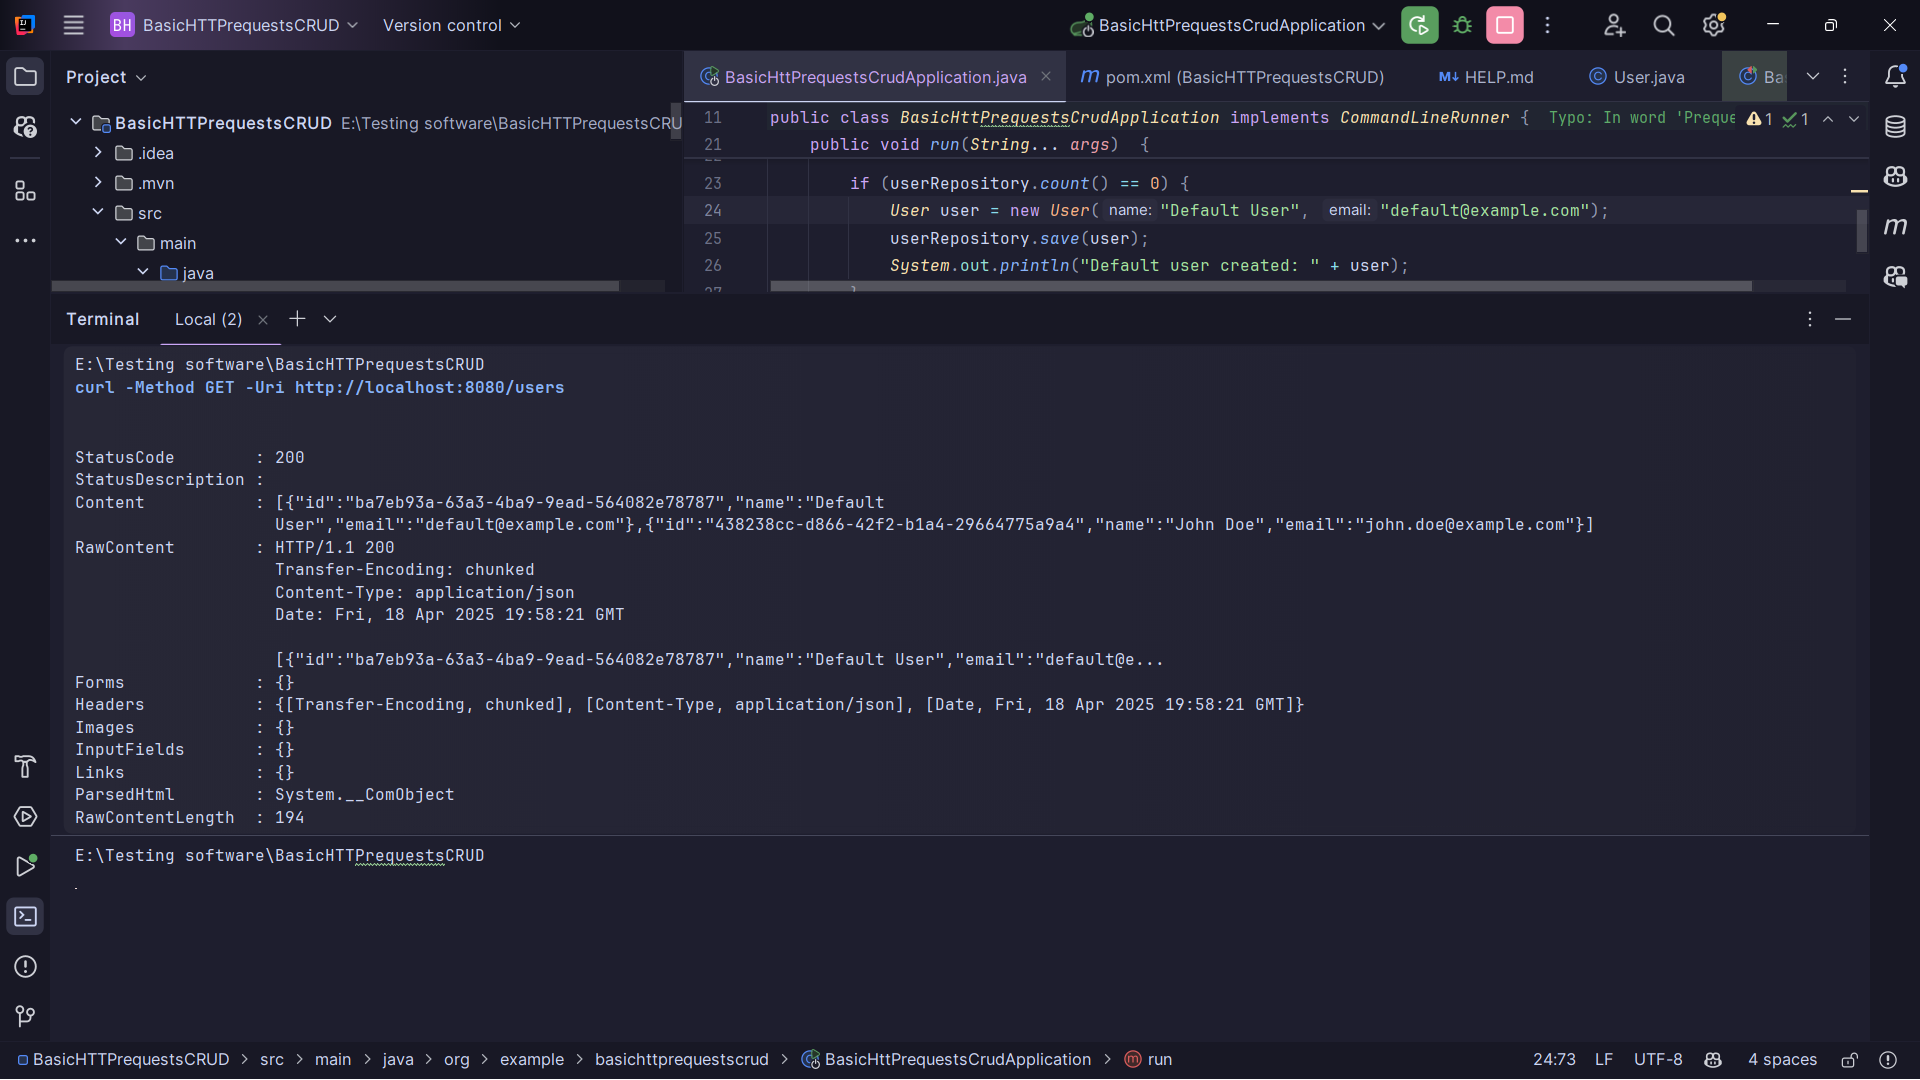 BH BasicHTTPrequestsCRUD Version control BasicHttPrequestsCrudApplication
Project
BasicHTTPrequestsCRUD E:\Testing software\BasicHTTPrequestsCRU
.idea
.mvn
src
main
java
BasicHttPrequestsCrudApplication.java pom.xml (BasicHTTPrequestsCRUD) HELP.md User.java Ba
11 public class BasicHttPrequestsCrudApplication implements CommandLineRunner { Typo: In word 'Preque 1 1
21 public void run(String... args) {
23 if (userRepository.count() == 0) {
24 User user = new User( name: "Default User", email: "default@example.com");
25 userRepository.save(user);
26 System.out.println("Default user created: " + user);
27 }
Terminal Local (2)
E:\Testing software\BasicHTTPrequestsCRUD
curl -Method GET -Uri http://localhost:8080/users
StatusCode : 200
StatusDescription :
Content : [{"id":"ba7eb93a-63a3-4ba9-9ead-564082e78787","name":"Default
User","email":"default@example.com"},{"id":"438238cc-d866-42f2-b1a4-29664775a9a4","name":"John Doe","email":"john.doe@example.com"}]
RawContent : HTTP/1.1 200
Transfer-Encoding: chunked
Content-Type: application/json
Date: Fri, 18 Apr 2025 19:58:21 GMT
[{"id":"ba7eb93a-63a3-4ba9-9ead-564082e78787","name":"Default User","email":"default@e...
Forms : {}
Headers : {[Transfer-Encoding, chunked], [Content-Type, application/json], [Date, Fri, 18 Apr 2025 19:58:21 GMT]}
Images : {}
InputFields : {}
Links : {}
ParsedHtml : System.__ComObject
RawContentLength : 194
E:\Testing software\BasicHTTPrequestsCRUD
BasicHTTPrequestsCRUD > src > main > java > org > example > basichttprequestscrud > BasicHttPrequestsCrudApplication > run 24:73 LF UTF-8 4 spaces